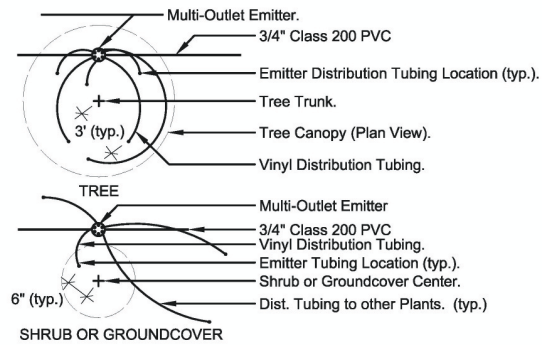 Multi-Outlet Emitter.
3/4" Class 200 PVC
Emitter Distribution Tubing Location (typ.).
Tree Trunk.
3' (typ.)
Tree Canopy (Plan View).
Vinyl Distribution Tubing.
TREE
Multi-Outlet Emitter
3/4" Class 200 PVC
Vinyl Distribution Tubing.
Emitter Tubing Location (typ.).
Shrub or Groundcover Center.
6" (typ.)
Dist. Tubing to other Plants. (typ.)
SHRUB OR GROUNDCOVER